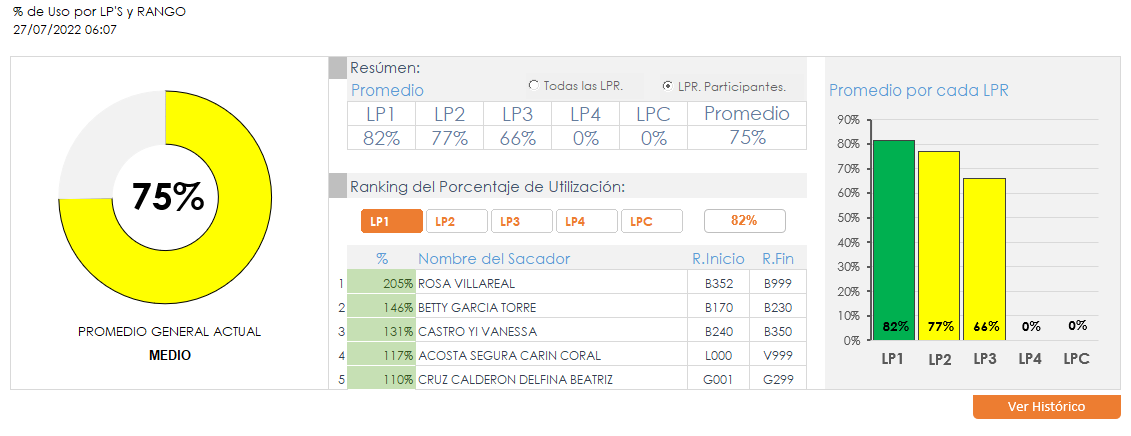 % de Uso por LP'S y RANGO
27/07/2022 06:07
75%
PROMEDIO GENERAL ACTUAL
MEDIO
Resúmen:
Promedio
Todas las LPR.
LPR. Participantes.
LP1 LP2 LP3 LP4 LPC Promedio
82% 77% 66% 0% 0% 75%
Ranking del Porcentaje de Utilización:
LP1 LP2 LP3 LP4 LPC 82%
% Nombre del Sacador R.Inicio R.Fin
1 205% ROSA VILLAREAL B352 B999
2 146% BETTY GARCIA TORRE B170 B230
3 131% CASTRO YI VANESSA B240 B350
4 117% ACOSTA SEGURA CARIN CORAL L000 V999
5 110% CRUZ CALDERON DELFINA BEATRIZ G001 G299
Promedio por cada LPR
90%
80%
70%
60%
50%
40%
30%
20%
10%
0%
82% 77% 66% 0% 0%
LP1 LP2 LP3 LP4 LPC
Ver Histórico